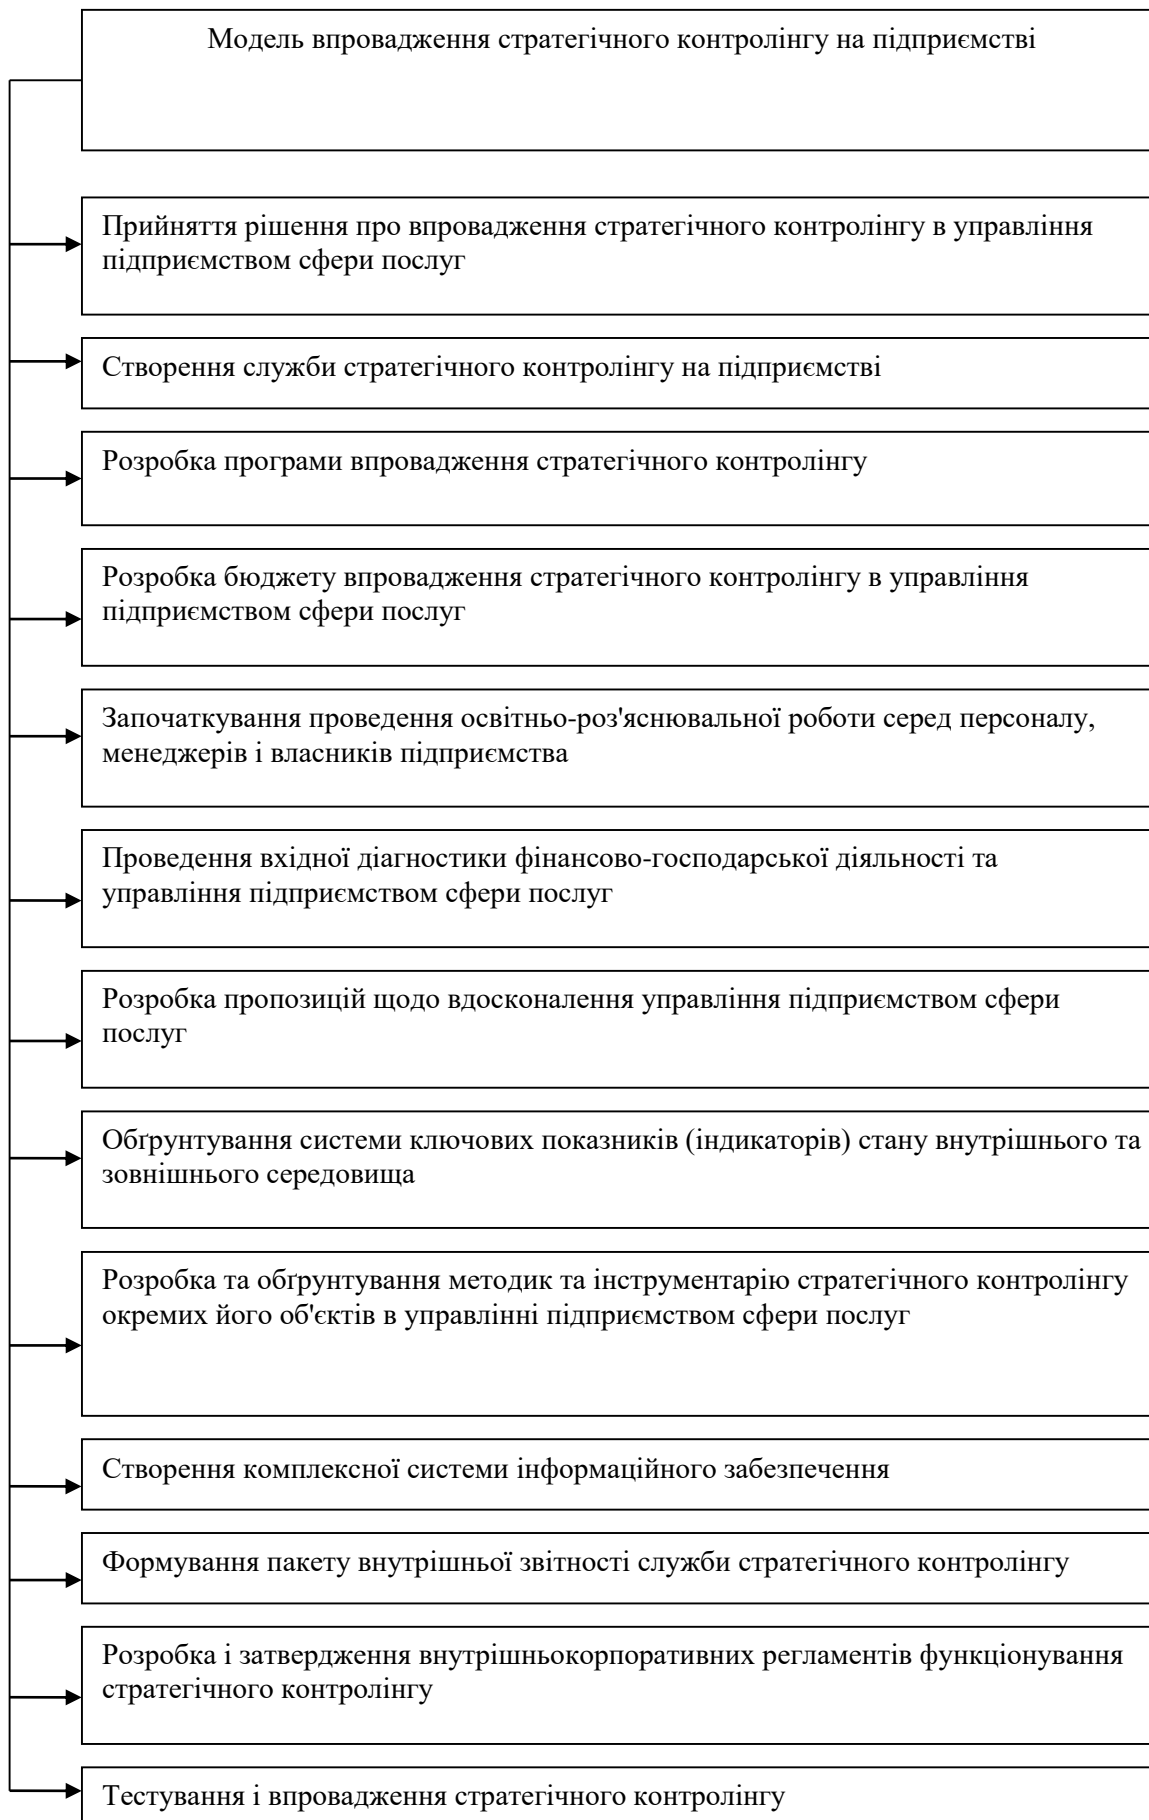 Модель впровадження стратегічного контролінгу на підприємстві
Прийняття рішення про впровадження стратегічного контролінгу в управління
підприємством сфери послуг
Створення служби стратегічного контролінгу на підприємстві
Розробка програми впровадження стратегічного контролінгу
Розробка бюджету впровадження стратегічного контролінгу в управління
підприємством сфери послуг
Започаткування проведення освітньо-роз'яснювальної роботи серед персоналу,
менеджерів і власників підприємства
Проведення вхідної діагностики фінансово-господарської діяльності та
управління підприємством сфери послуг
Розробка пропозицій щодо вдосконалення управління підприємством сфери
послуг
Обґрунтування системи ключових показників (індикаторів) стану внутрішнього та
зовнішнього середовища
Розробка та обґрунтування методик та інструментарію стратегічного контролінгу
окремих його об'єктів в управлінні підприємством сфери послуг
Створення комплексної системи інформаційного забезпечення
Формування пакету внутрішньої звітності служби стратегічного контролінгу
Розробка і затвердження внутрішньокорпоративних регламентів функціонування
стратегічного контролінгу
Тестування і впровадження стратегічного контролінгу